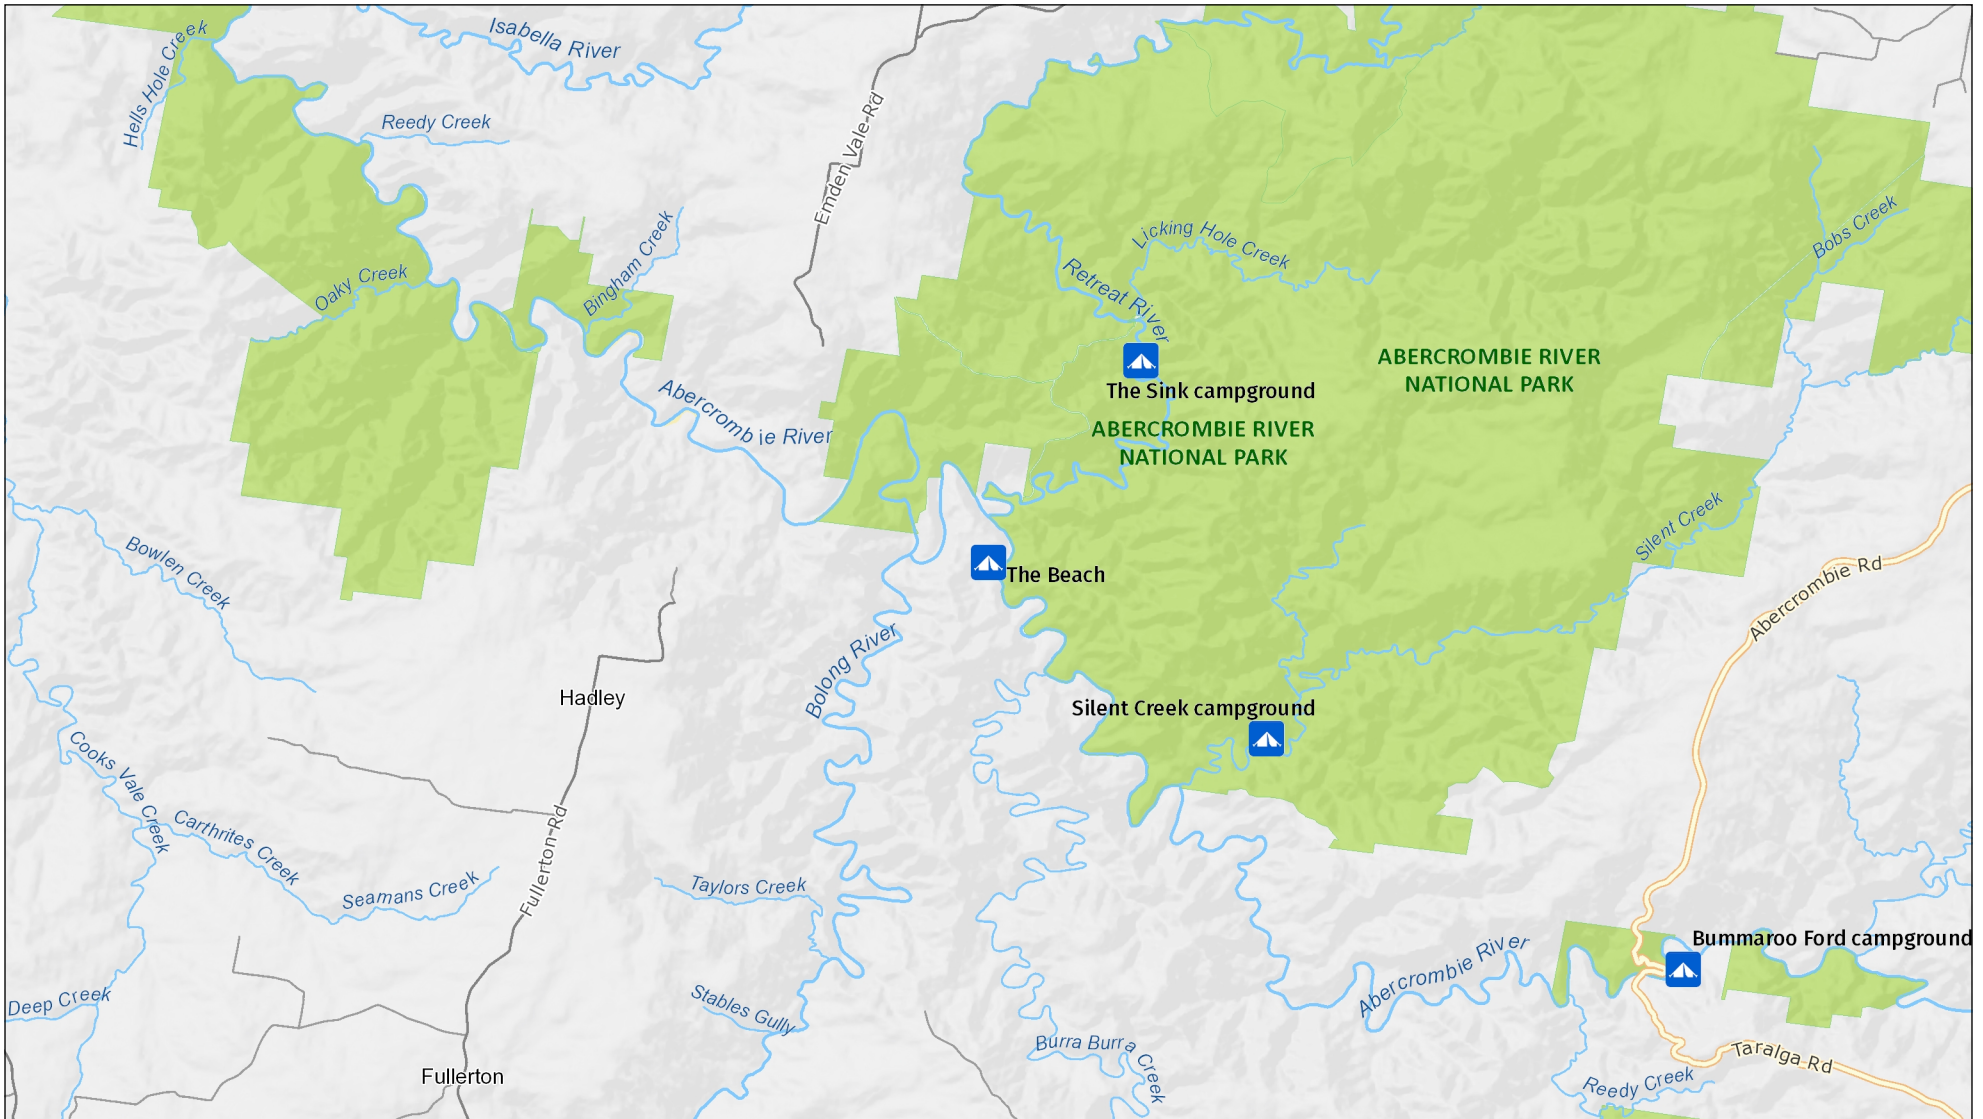 Isabella River
Hells Hole Creek
Reedy Creek
Emden Vale-Rd
Bobs Creek
Licking Hole Creek
Bingham Creek
Oaky Creek
Retreat River
ABERCROMBIE RIVER
NATIONAL PARK
The Sink campground
Abercrombie River
ABERCROMBIE RIVER
NATIONAL PARK
Silent Creek
Bowlen Creek
The Beach
Abercrombie Rd
Bolong River
Hadley
Silent Creek campground
Cooks Vale Creek
Carthrites Creek
Fullerton-Rd
Seamans Creek
Taylors Creek
Bummaroo Ford campground
Abercrombie River
Deep Creek
Stables Gully
Burra Burra Creek
Taralga Rd
Fullerton
Reedy Creek